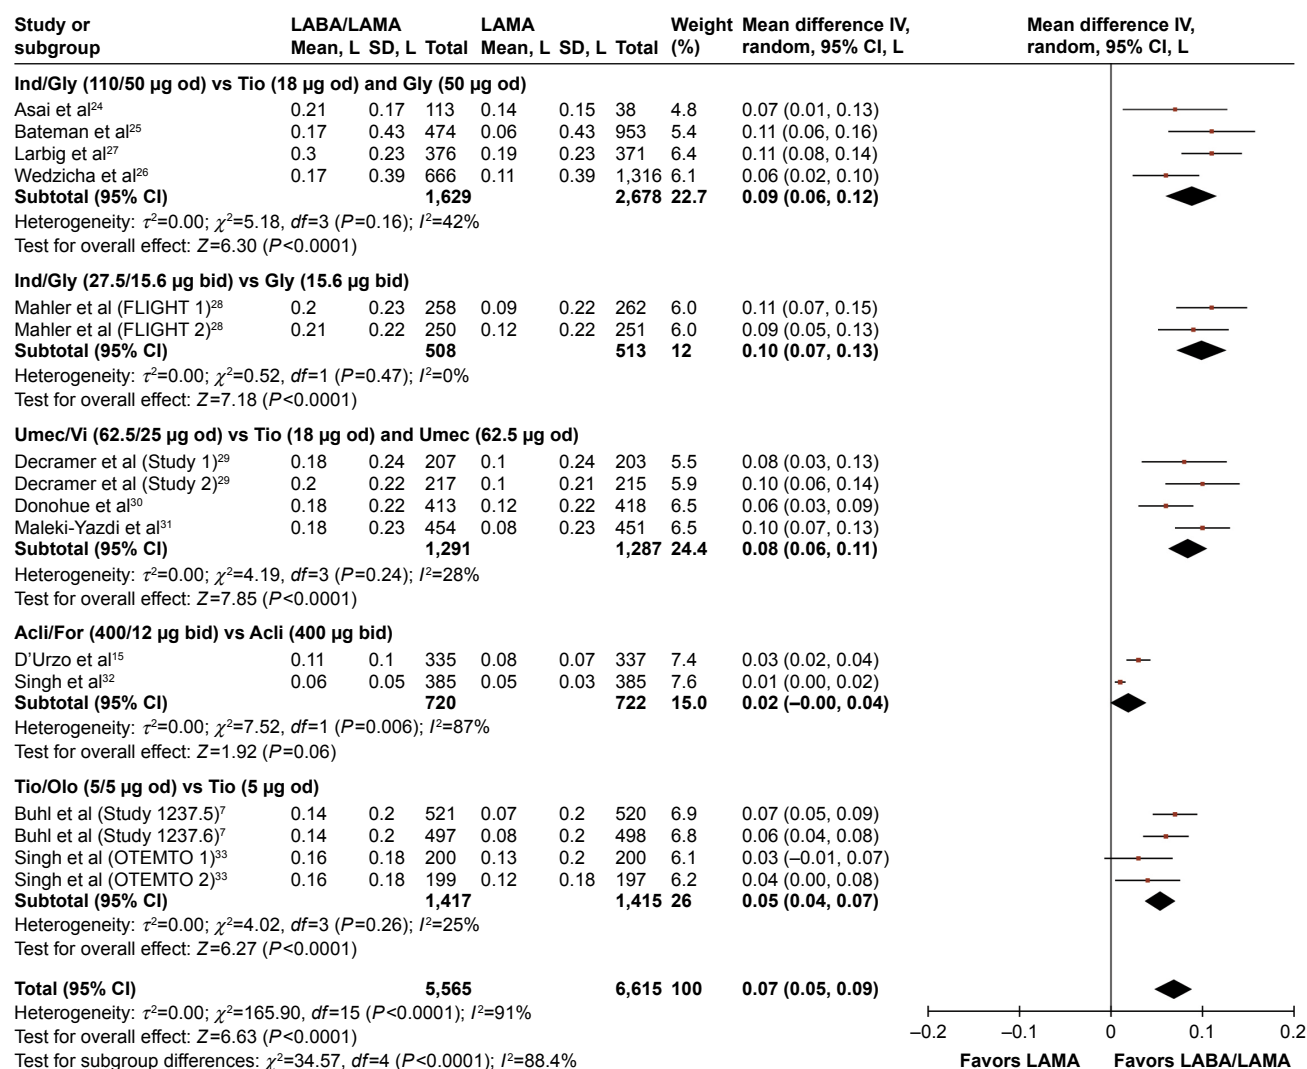 Study or subgroup LABA/LAMA LAMA Weight (%) Mean difference IV, random, 95% CI, L Mean difference IV, random, 95% CI, L
Mean, L SD, L Total Mean, L SD, L Total
Ind/Gly (110/50 µg od) vs Tio (18 µg od) and Gly (50 µg od)
Asai et al24 0.21 0.17 113 0.14 0.15 38 4.8 0.07 (0.01, 0.13)
Bateman et al25 0.17 0.43 474 0.06 0.43 953 5.4 0.11 (0.06, 0.16)
Larbig et al27 0.3 0.23 376 0.19 0.23 371 6.4 0.11 (0.08, 0.14)
Wedzicha et al26 0.17 0.39 666 0.11 0.39 1,316 6.1 0.06 (0.02, 0.10)
Subtotal (95% CI) 1,629 2,678 22.7 0.09 (0.06, 0.12)
Heterogeneity: τ²=0.00; χ²=5.18, df=3 (P=0.16); I²=42%
Test for overall effect: Z=6.30 (P<0.0001)
Ind/Gly (27.5/15.6 µg bid) vs Gly (15.6 µg bid)
Mahler et al (FLIGHT 1)28 0.2 0.23 258 0.09 0.22 262 6.0 0.11 (0.07, 0.15)
Mahler et al (FLIGHT 2)28 0.21 0.22 250 0.12 0.22 251 6.0 0.09 (0.05, 0.13)
Subtotal (95% CI) 508 513 12 0.10 (0.07, 0.13)
Heterogeneity: τ²=0.00; χ²=0.52, df=1 (P=0.47); I²=0%
Test for overall effect: Z=7.18 (P<0.0001)
Umec/Vi (62.5/25 µg od) vs Tio (18 µg od) and Umec (62.5 µg od)
Decramer et al (Study 1)29 0.18 0.24 207 0.1 0.24 203 5.5 0.08 (0.03, 0.13)
Decramer et al (Study 2)29 0.2 0.22 217 0.1 0.21 215 5.9 0.10 (0.06, 0.14)
Donohue et al30 0.18 0.22 413 0.12 0.22 418 6.5 0.06 (0.03, 0.09)
Maleki-Yazdi et al31 0.18 0.23 454 0.08 0.23 451 6.5 0.10 (0.07, 0.13)
Subtotal (95% CI) 1,291 1,287 24.4 0.08 (0.06, 0.11)
Heterogeneity: τ²=0.00; χ²=4.19, df=3 (P=0.24); I²=28%
Test for overall effect: Z=7.85 (P<0.0001)
Acli/For (400/12 µg bid) vs Acli (400 µg bid)
D'Urzo et al15 0.11 0.1 335 0.08 0.07 337 7.4 0.03 (0.02, 0.04)
Singh et al32 0.06 0.05 385 0.05 0.03 385 7.6 0.01 (0.00, 0.02)
Subtotal (95% CI) 720 722 15.0 0.02 (–0.00, 0.04)
Heterogeneity: τ²=0.00; χ²=7.52, df=1 (P=0.006); I²=87%
Test for overall effect: Z=1.92 (P=0.06)
Tio/Olo (5/5 µg od) vs Tio (5 µg od)
Buhl et al (Study 1237.5)7 0.14 0.2 521 0.07 0.2 520 6.9 0.07 (0.05, 0.09)
Buhl et al (Study 1237.6)7 0.14 0.2 497 0.08 0.2 498 6.8 0.06 (0.04, 0.08)
Singh et al (OTEMTO 1)33 0.16 0.18 200 0.13 0.2 200 6.1 0.03 (–0.01, 0.07)
Singh et al (OTEMTO 2)33 0.16 0.18 199 0.12 0.18 197 6.2 0.04 (0.00, 0.08)
Subtotal (95% CI) 1,417 1,415 26 0.05 (0.04, 0.07)
Heterogeneity: τ²=0.00; χ²=4.02, df=3 (P=0.26); I²=25%
Test for overall effect: Z=6.27 (P<0.0001)
Total (95% CI) 5,565 6,615 100 0.07 (0.05, 0.09)
Heterogeneity: τ²=0.00; χ²=165.90, df=15 (P<0.0001); I²=91%
Test for overall effect: Z=6.63 (P<0.0001)
Test for subgroup differences: χ²=34.57, df=4 (P<0.0001); I²=88.4%
–0.2 –0.1 0 0.1 0.2
Favors LAMA Favors LABA/LAMA